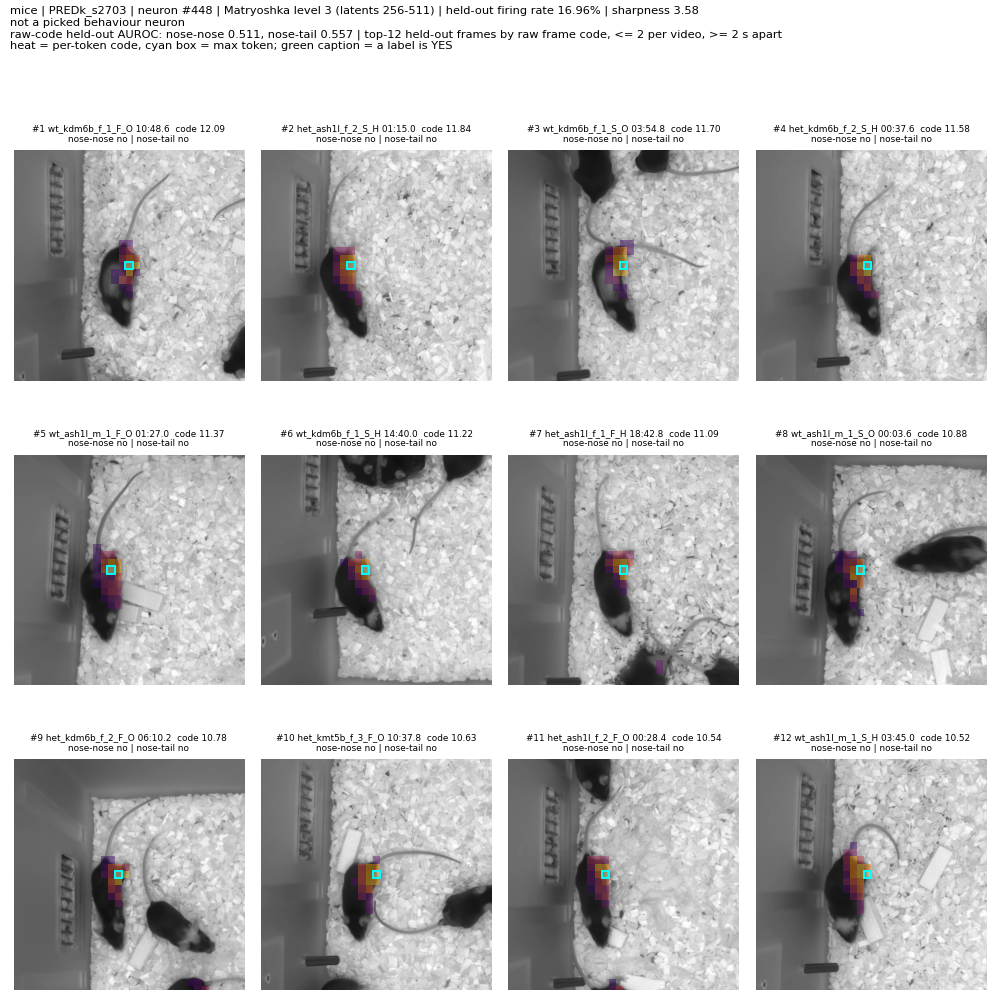 mice | PREDk_s2703 | neuron #448 | Matryoshka level 3 (latents 256-511) | held-out firing rate 16.96% | sharpness 3.58
not a picked behaviour neuron
raw-code held-out AUROC: nose-nose 0.511, nose-tail 0.557 | top-12 held-out frames by raw frame code, <= 2 per video, >= 2 s apart
heat = per-token code, cyan box = max token; green caption = a label is YES
#1 wt_kdm6b_f_1_F_O 10:48.6 code 12.09
nose-nose no | nose-tail no
#2 het_ash1l_f_2_S_H 01:15.0 code 11.84
nose-nose no | nose-tail no
#3 wt_kdm6b_f_1_S_O 03:54.8 code 11.70
nose-nose no | nose-tail no
#4 het_kdm6b_f_2_S_H 00:37.6 code 11.58
nose-nose no | nose-tail no
#5 wt_ash1l_m_1_F_O 01:27.0 code 11.37
nose-nose no | nose-tail no
#6 wt_kdm6b_f_1_S_H 14:40.0 code 11.22
nose-nose no | nose-tail no
#7 het_ash1l_f_1_F_H 18:42.8 code 11.09
nose-nose no | nose-tail no
#8 wt_ash1l_m_1_S_O 00:03.6 code 10.88
nose-nose no | nose-tail no
#9 het_kdm6b_f_2_F_O 06:10.2 code 10.78
nose-nose no | nose-tail no
#10 het_kmt5b_f_3_F_O 10:37.8 code 10.63
nose-nose no | nose-tail no
#11 het_ash1l_f_2_F_O 00:28.4 code 10.54
nose-nose no | nose-tail no
#12 wt_ash1l_m_1_S_H 03:45.0 code 10.52
nose-nose no | nose-tail no